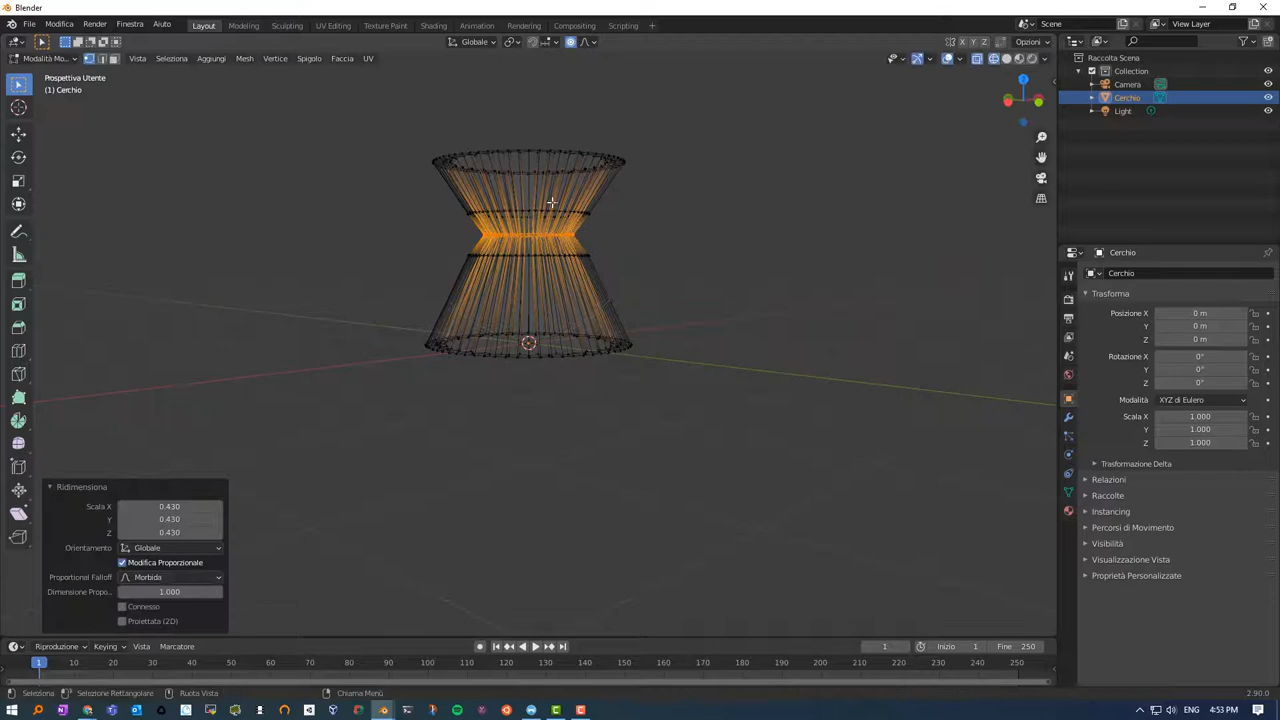 Blender
File
Modifica
Render
Finestra
Aiuto
Layout
Modeling
Sculpting
UV Editing
Texture Paint
Shading
Animation
Rendering
Compositing
Scripting
+
Scene
View Layer
Globale
X Y Z
Opzioni
Modalità Mo...
Vista
Seleziona
Aggiungi
Mesh
Vertice
Spigolo
Faccia
UV
Prospettiva Utente
(1) Cerchio
Z
Raccolta Scena
Collection
Camera
Cerchio
Light
Cerchio
Cerchio
Trasforma
Posizione X 0 m
Y 0 m
Z 0 m
Rotazione X 0°
Y 0°
Z 0°
Modalità XYZ di Eulero
Scala X 1.000
Y 1.000
Z 1.000
Trasformazione Delta
Relazioni
Raccolte
Instancing
Percorsi di Movimento
Visibilità
Visualizzazione Vista
Proprietà Personalizzate
Ridimensiona
Scala X 0.430
Y 0.430
Z 0.430
Orientamento Globale
Modifica Proporzionale
Proportional Falloff Morbida
Dimensione Propo... 1.000
Connesso
Proiettata (2D)
Riproduzione
Keying
Vista
Marcatore
1
Inizio 1
Fine 250
1 10 20 30 40 50 60 70 80 90 100 110 120 130 140 150 160 170 180 190 200 210 220 230 240 250
Seleziona
Selezione Rettangolare
Ruota Vista
Chiama Menù
2.90.0
ENG
4:53 PM